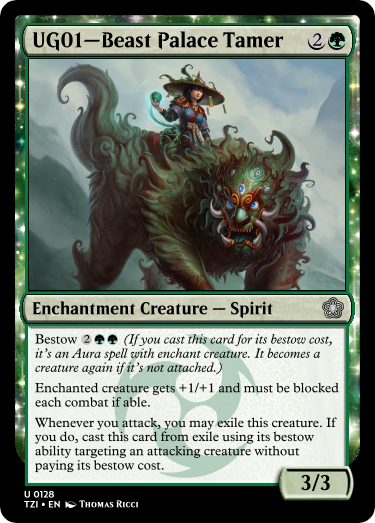 UG01—Beast Palace Tamer 2
Enchantment Creature — Spirit
Bestow 2 (If you cast this card for its bestow cost,
it's an Aura spell with enchant creature. It becomes a
creature again if it's not attached.)
Enchanted creature gets +1/+1 and must be blocked
each combat if able.
Whenever you attack, you may exile this creature. If
you do, cast this card from exile using its bestow
ability targeting an attacking creature without
paying its bestow cost.
3/3
U 0128
TZI • EN Thomas Ricci